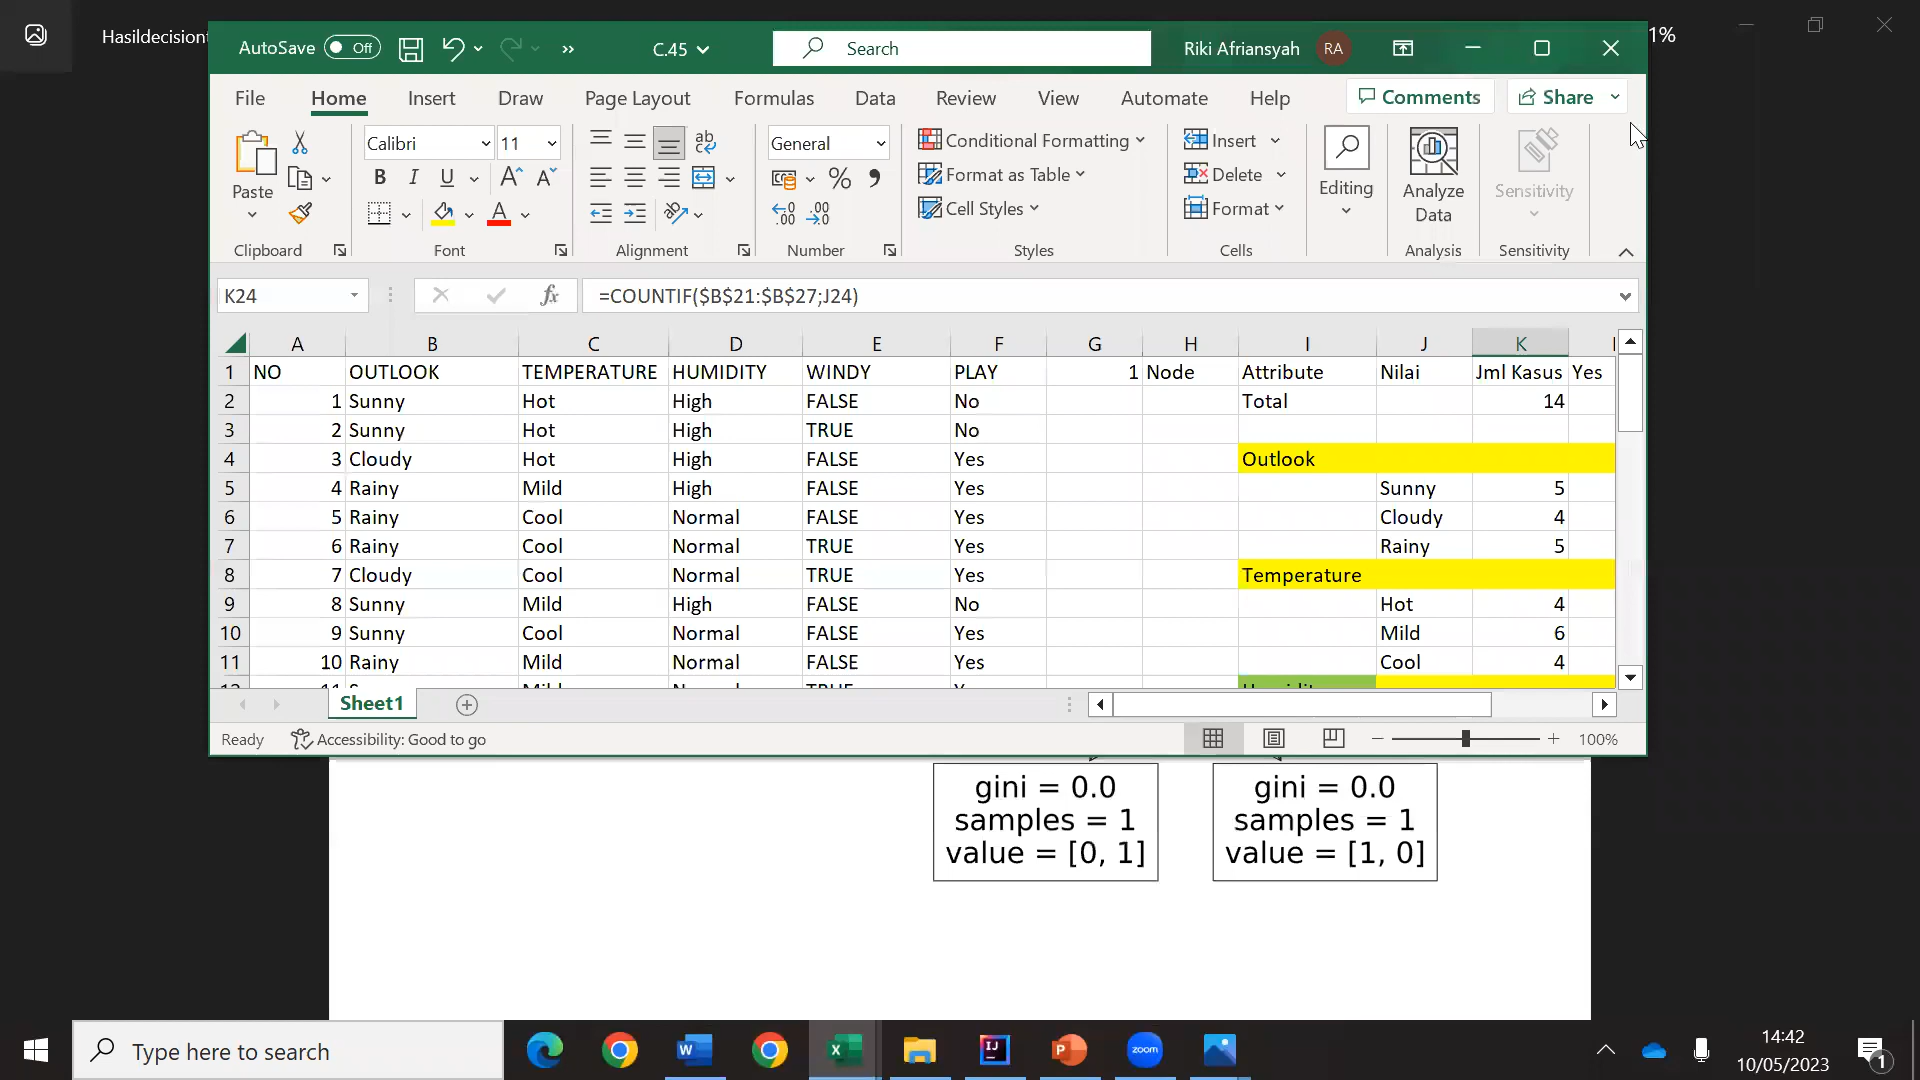 Hasildecisiont
1%
AutoSave Off
C.45
Search
Riki Afriansyah RA
File Home Insert Draw Page Layout Formulas Data Review View Automate Help Comments Share
Paste
Clipboard
Calibri 11
B I U A A
A
Font
ab
Alignment
General
%
Number
Conditional Formatting
Format as Table
Cell Styles
Styles
Insert
Delete
Format
Cells
Editing
Analyze
Data
Analysis
Sensitivity
Sensitivity
K24 fx =COUNTIF($B$21:$B$27;J24)
A B C D E F G H I J K
1 NO OUTLOOK TEMPERATURE HUMIDITY WINDY PLAY 1 Node Attribute Nilai Jml Kasus Yes
2 1 Sunny Hot High FALSE No Total 14
3 2 Sunny Hot High TRUE No
4 3 Cloudy Hot High FALSE Yes Outlook
5 4 Rainy Mild High FALSE Yes Sunny 5
6 5 Rainy Cool Normal FALSE Yes Cloudy 4
7 6 Rainy Cool Normal TRUE Yes Rainy 5
8 7 Cloudy Cool Normal TRUE Yes Temperature
9 8 Sunny Mild High FALSE No Hot 4
10 9 Sunny Cool Normal FALSE Yes Mild 6
11 10 Rainy Mild Normal FALSE Yes Cool 4
Sheet1
Ready Accessibility: Good to go 100%
gini = 0.0
samples = 1
value = [0, 1]
gini = 0.0
samples = 1
value = [1, 0]
Type here to search
zoom
14:42
10/05/2023
1